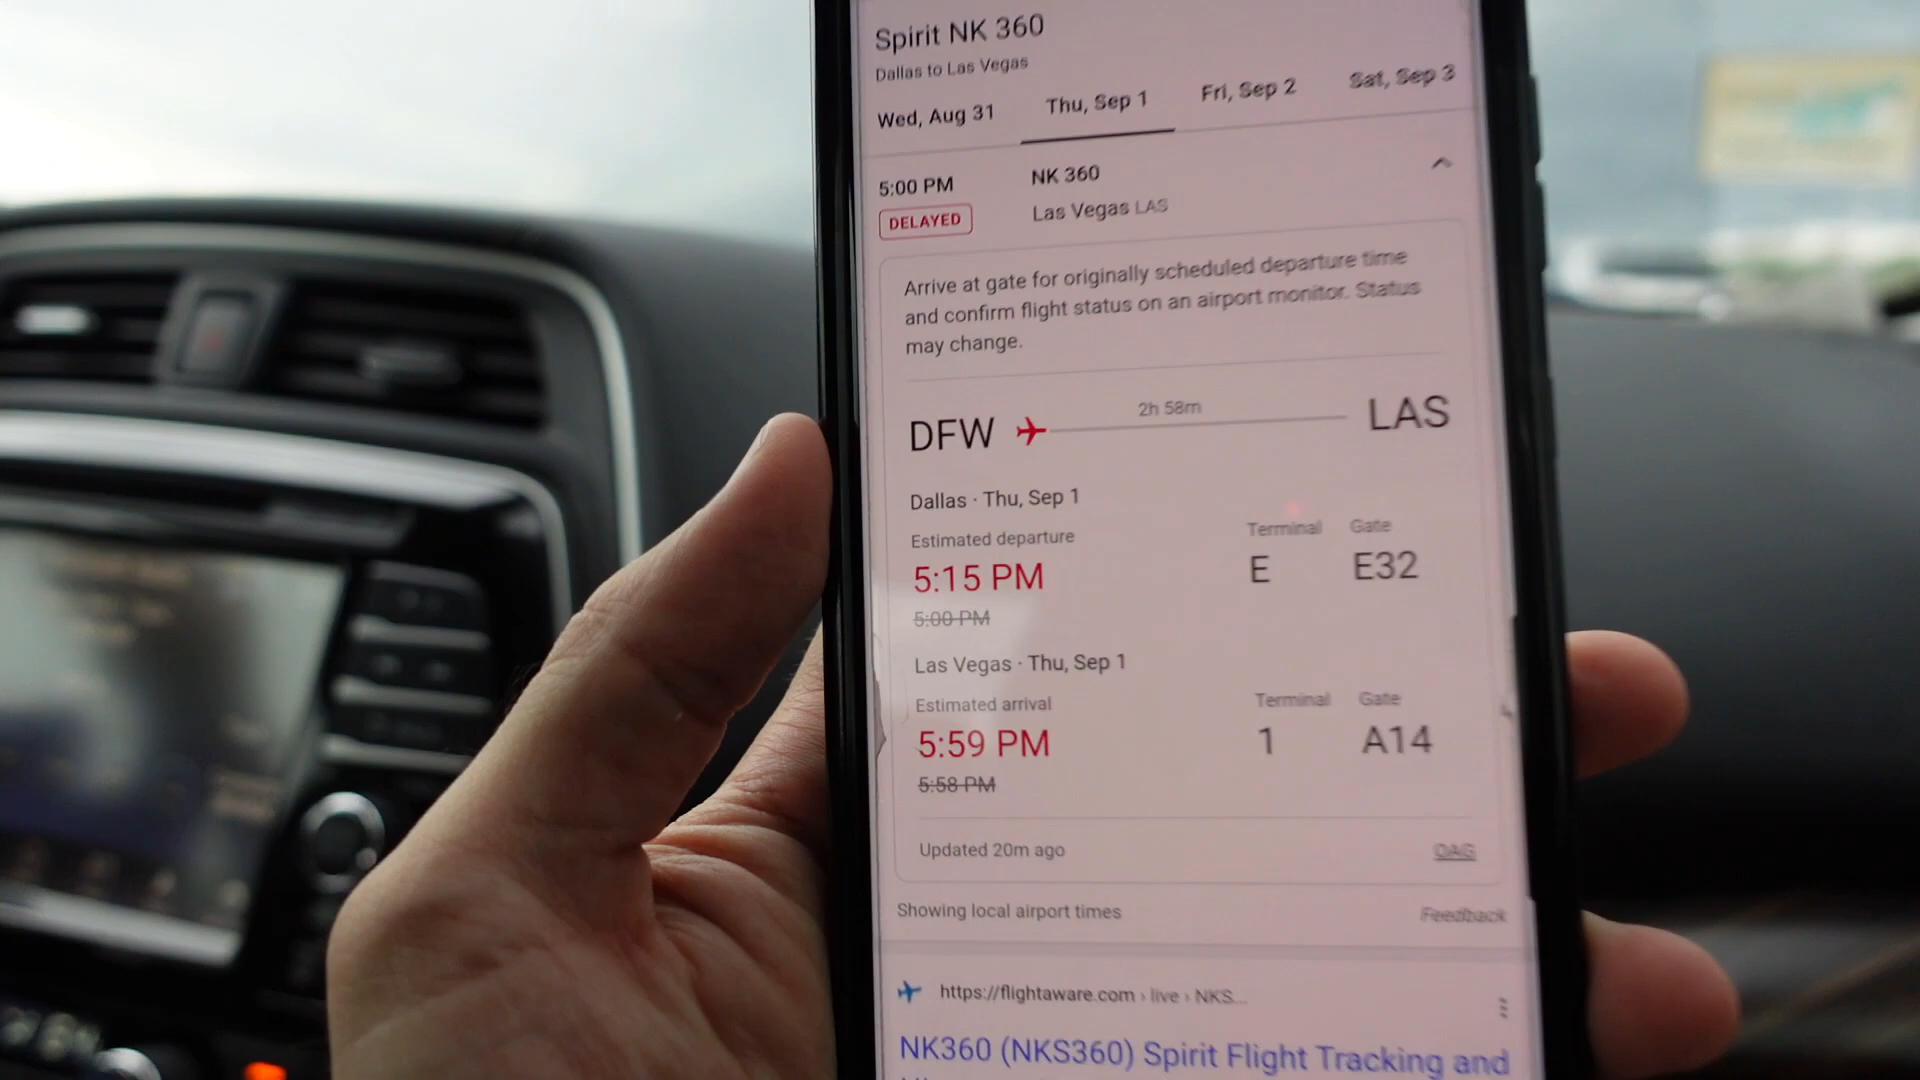 Spirit NK 360
Dallas to Las Vegas
Wed, Aug 31 Thu, Sep 1 Fri, Sep 2 Sat, Sep 3
5:00 PM NK 360
DELAYED Las Vegas LAS
Arrive at gate for originally scheduled departure time
and confirm flight status on an airport monitor. Status
may change.
2h 58m
DFW LAS
Dallas · Thu, Sep 1
Estimated departure Terminal Gate
5:15 PM E E32
5:00 PM
Las Vegas · Thu, Sep 1
Estimated arrival Terminal Gate
5:59 PM 1 A14
5:58 PM
Updated 20m ago OAG
Showing local airport times Feedback
https://flightaware.com › live › NKS...
NK360 (NKS360) Spirit Flight Tracking and